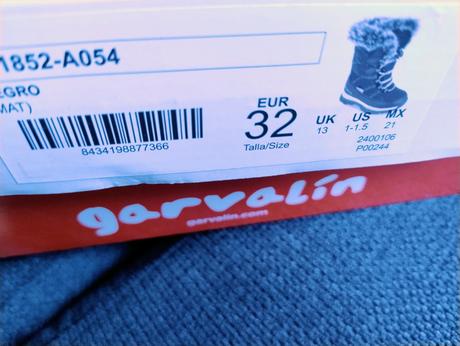 1852-A054
EGRO
MAT)
8434198877366
EUR
32
Talla/Size
UK
13
US
1-1.5
MX
21
2400106
P00244
garvalín
garvalin.com